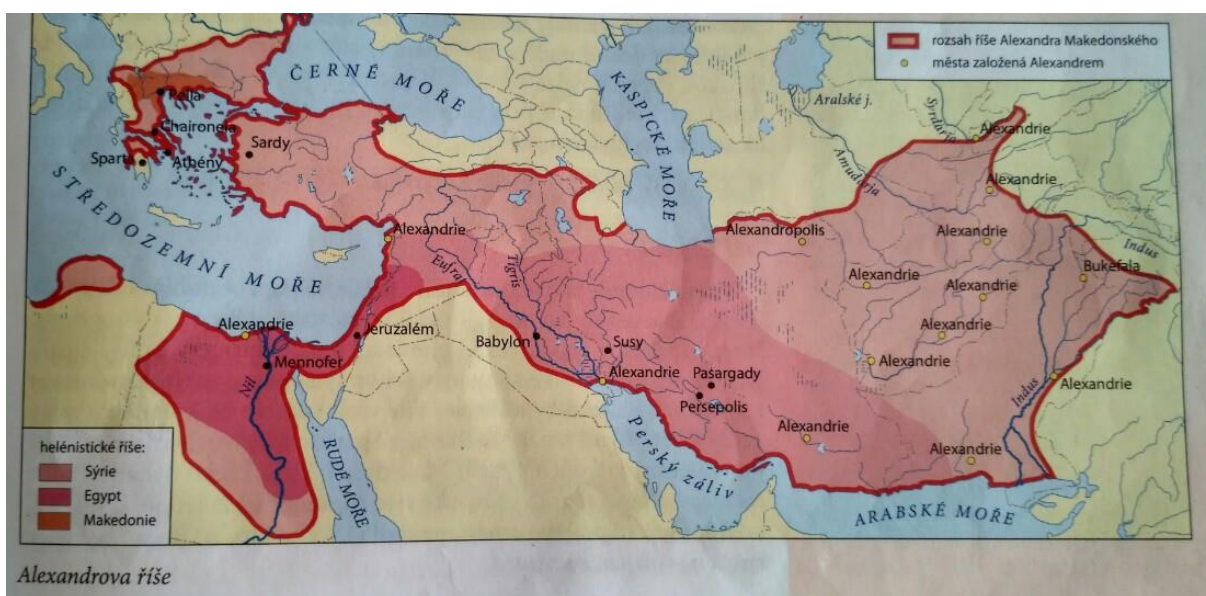 rozsah říše Alexandra Makedonského
města založená Alexandrem
ČERNÉ MOŘE
KASPICKÉ MOŘE
Aralské j.
Syrdarja
Alexandrie
Pella
Chaironeia
Sparta
Athény
Sardy
Amudarja
Alexandrie
STŘEDOZEMNÍ MOŘE
Alexandrie
Alexandropolis
Alexandrie
Indus
Eufrat
Tigris
Alexandrie
Bukefala
Alexandrie
Alexandrie
Jeruzalém
Babylon
Susy
Alexandrie
Alexandrie
Mennofer
Alexandrie
Pasargady
Alexandrie
Nil
Persepolis
Indus
Alexandrie
Alexandrie
RUDÉ MOŘE
Perský záliv
ARABSKÉ MOŘE
helénistické říše:
Sýrie
Egypt
Makedonie
Alexandrova říše